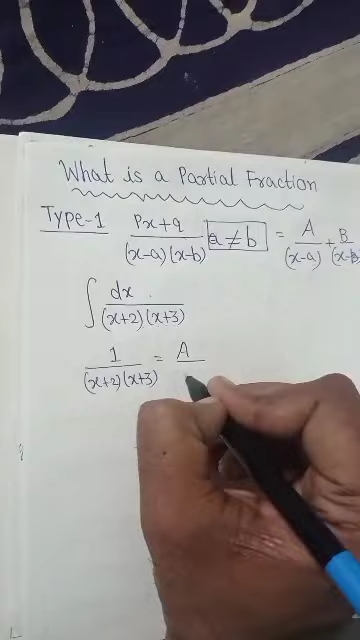 What is a Partial Fraction
Type-1 Px+q/(x-a)(x-b) a≠b = A/(x-a) + B/(x-b)
∫ dx/(x+2)(x+3)
1/(x+2)(x+3) = A/